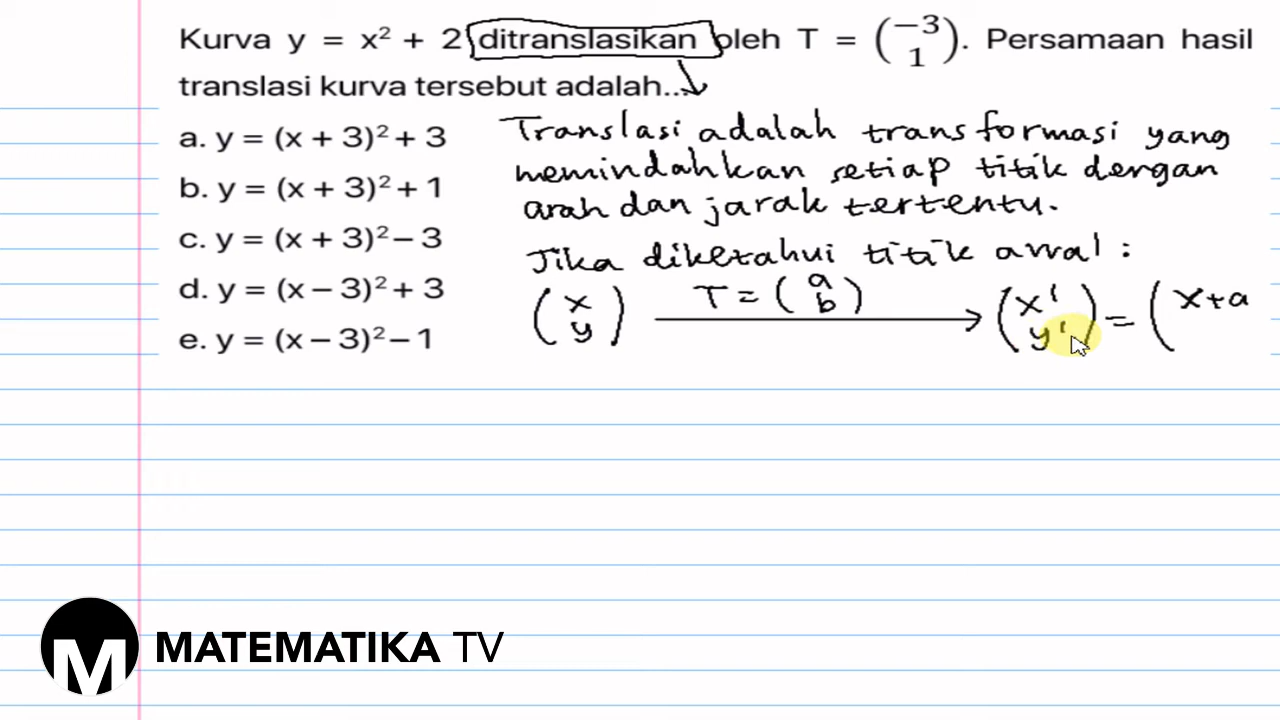 Kurva y = x² + 2 ditranslasikan oleh T = (−3 1). Persamaan hasil
translasi kurva tersebut adalah...
a. y = (x + 3)² + 3
b. y = (x + 3)² + 1
c. y = (x + 3)² − 3
d. y = (x − 3)² + 3
e. y = (x − 3)² − 1
Translasi adalah transformasi yang
memindahkan setiap titik dengan
arah dan jarak tertentu.
Jika diketahui titik awal :
(x y) T = (a b) → (x' y') = (x+a
M MATEMATIKA TV